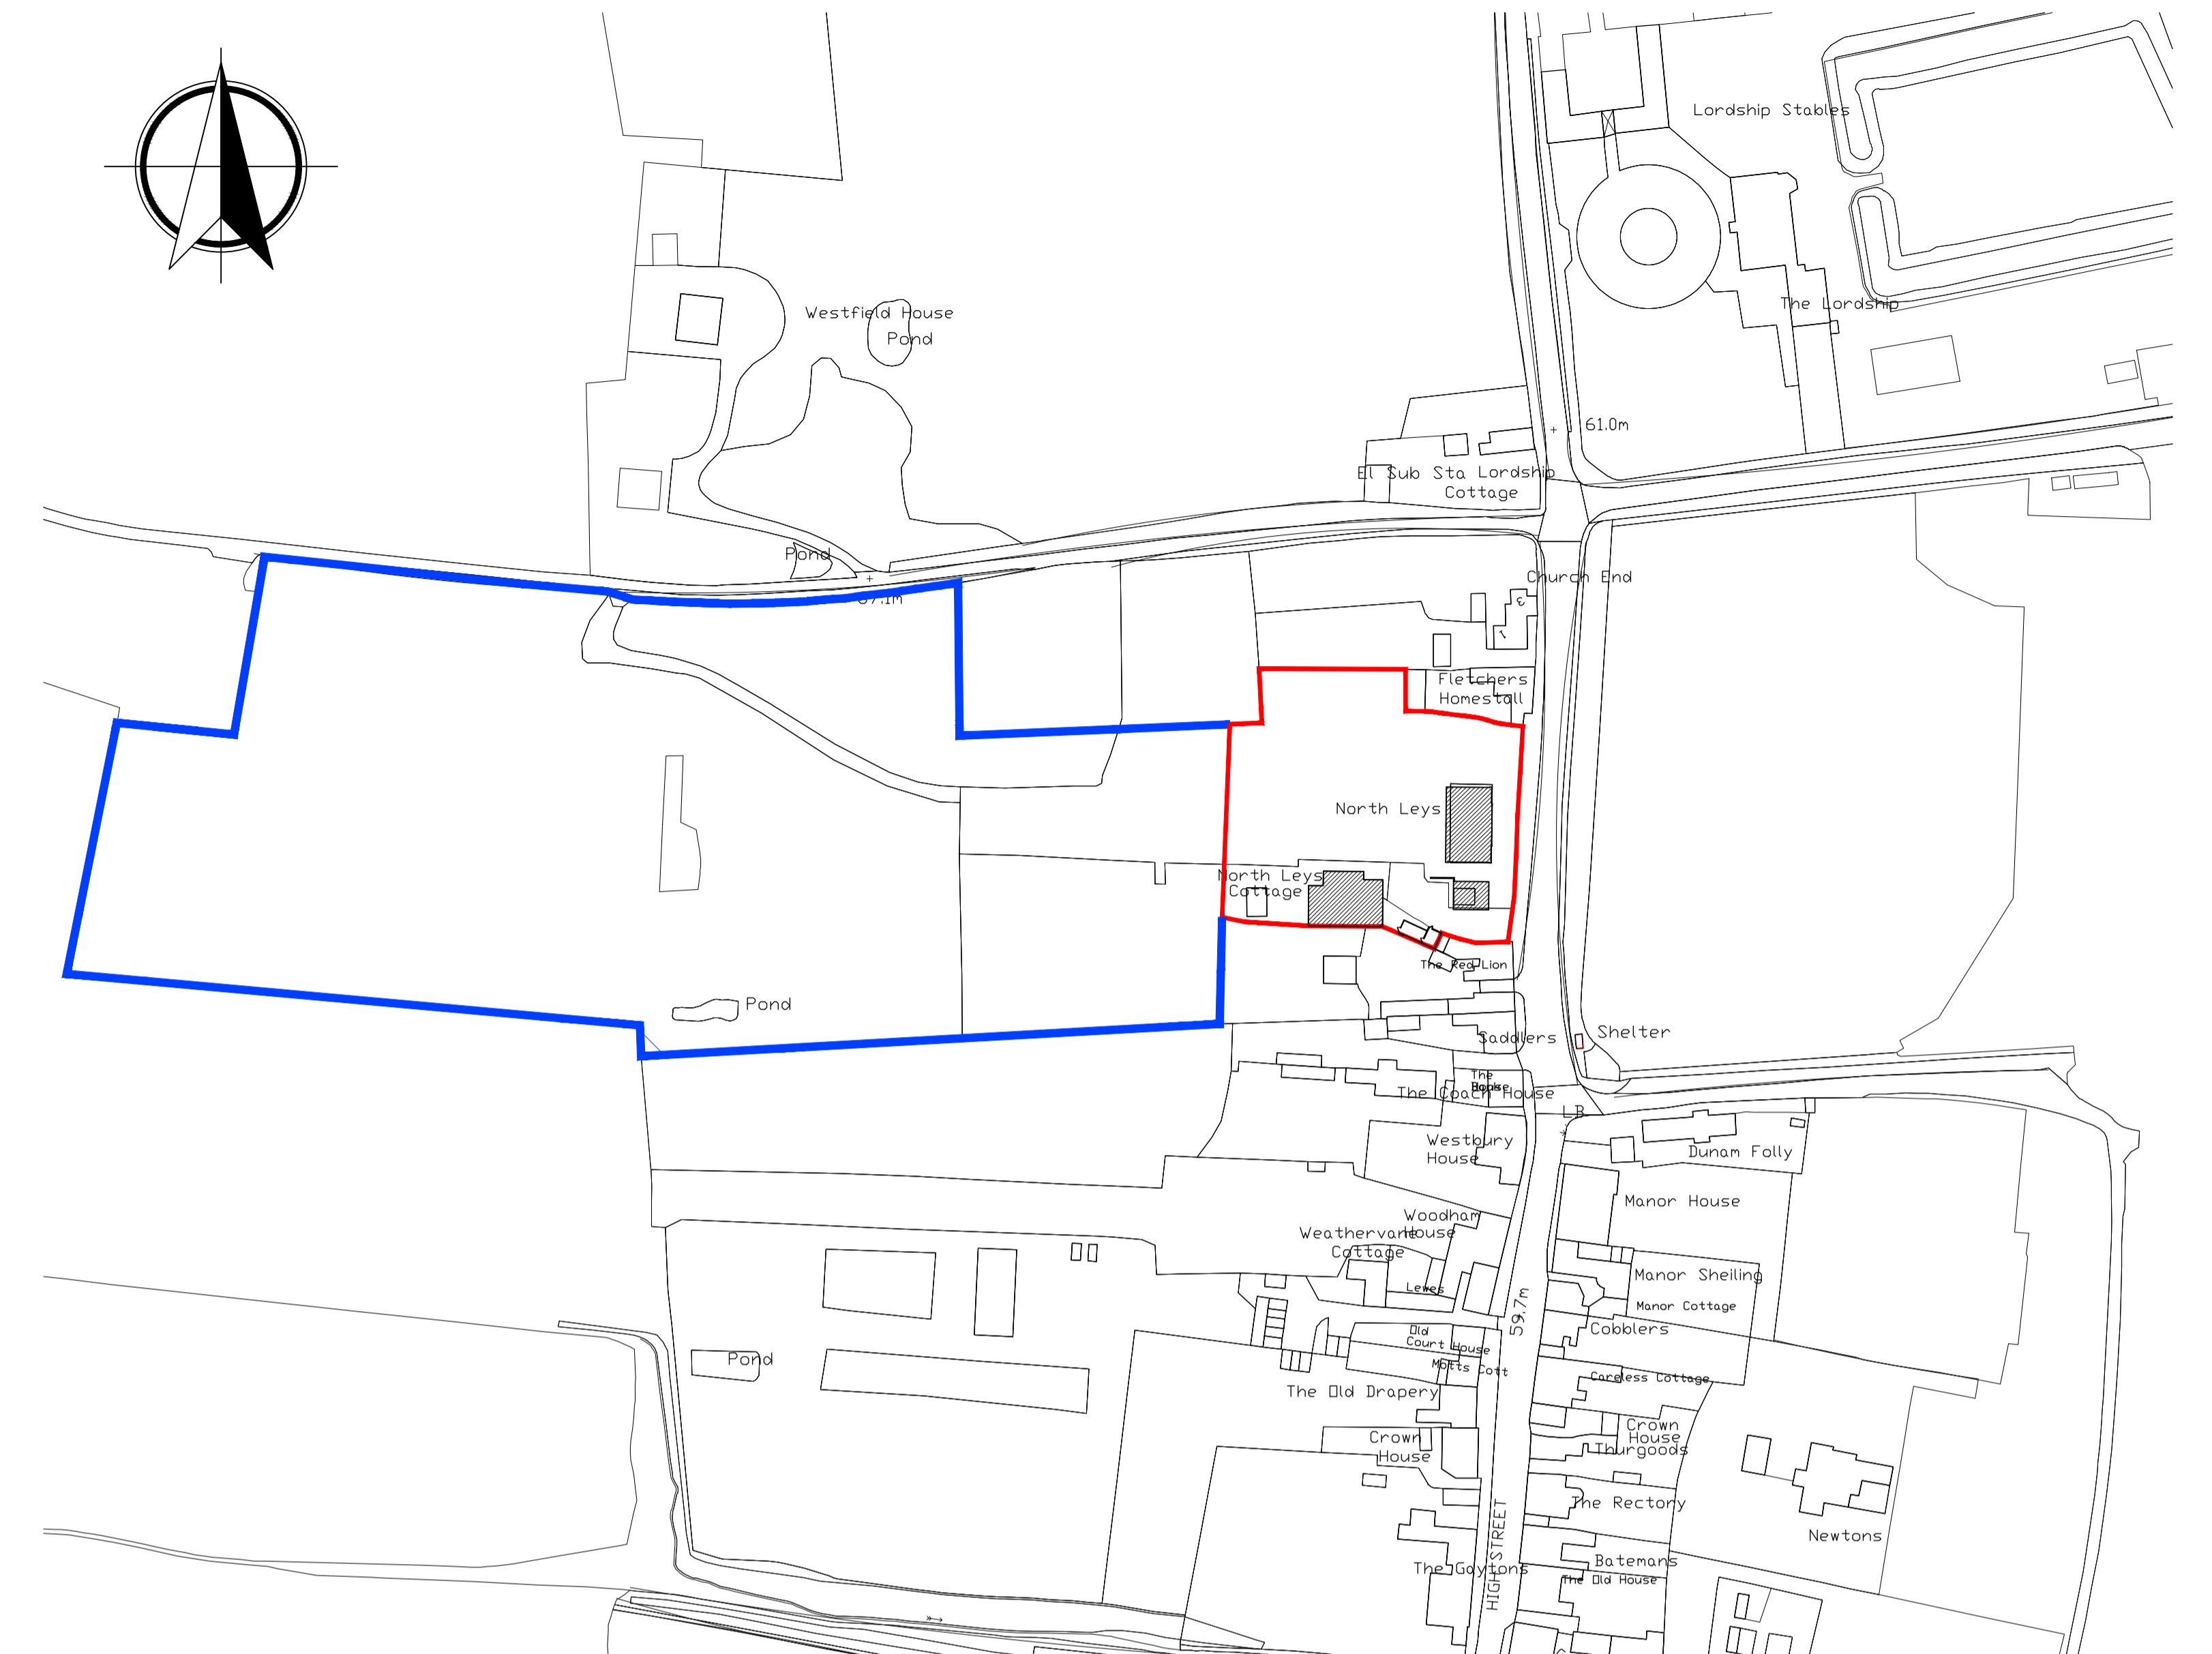 Lordship Stables
The Lordship
Westfield House
Pond
61.0m
El Sub Sta Lordship
Cottage
Pond
Church End
3
1
Fletchers
Homestall
North Leys
North Leys
Cottage
The Red Lion
Pond
Saddlers
Shelter
The
The Coach House
LB
Westbury
House
Dunam Folly
Manor House
Woodham
House
Weathervane
Cottage
Manor Sheiling
Lewes
Manor Cottage
59.7m
Cobblers
Old
Court House
Motts Cott
Pond
Careless Cottage
The Old Drapery
Crown
House
Crown
House
Thurgoods
The Rectory
HIGH STREET
Newtons
The Gaytons
Batemans
The Old House